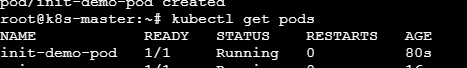 pod/init-demo-pod created
root@k8s-master:~# kubectl get pods
NAME READY STATUS RESTARTS AGE
init-demo-pod 1/1 Running 0 80s